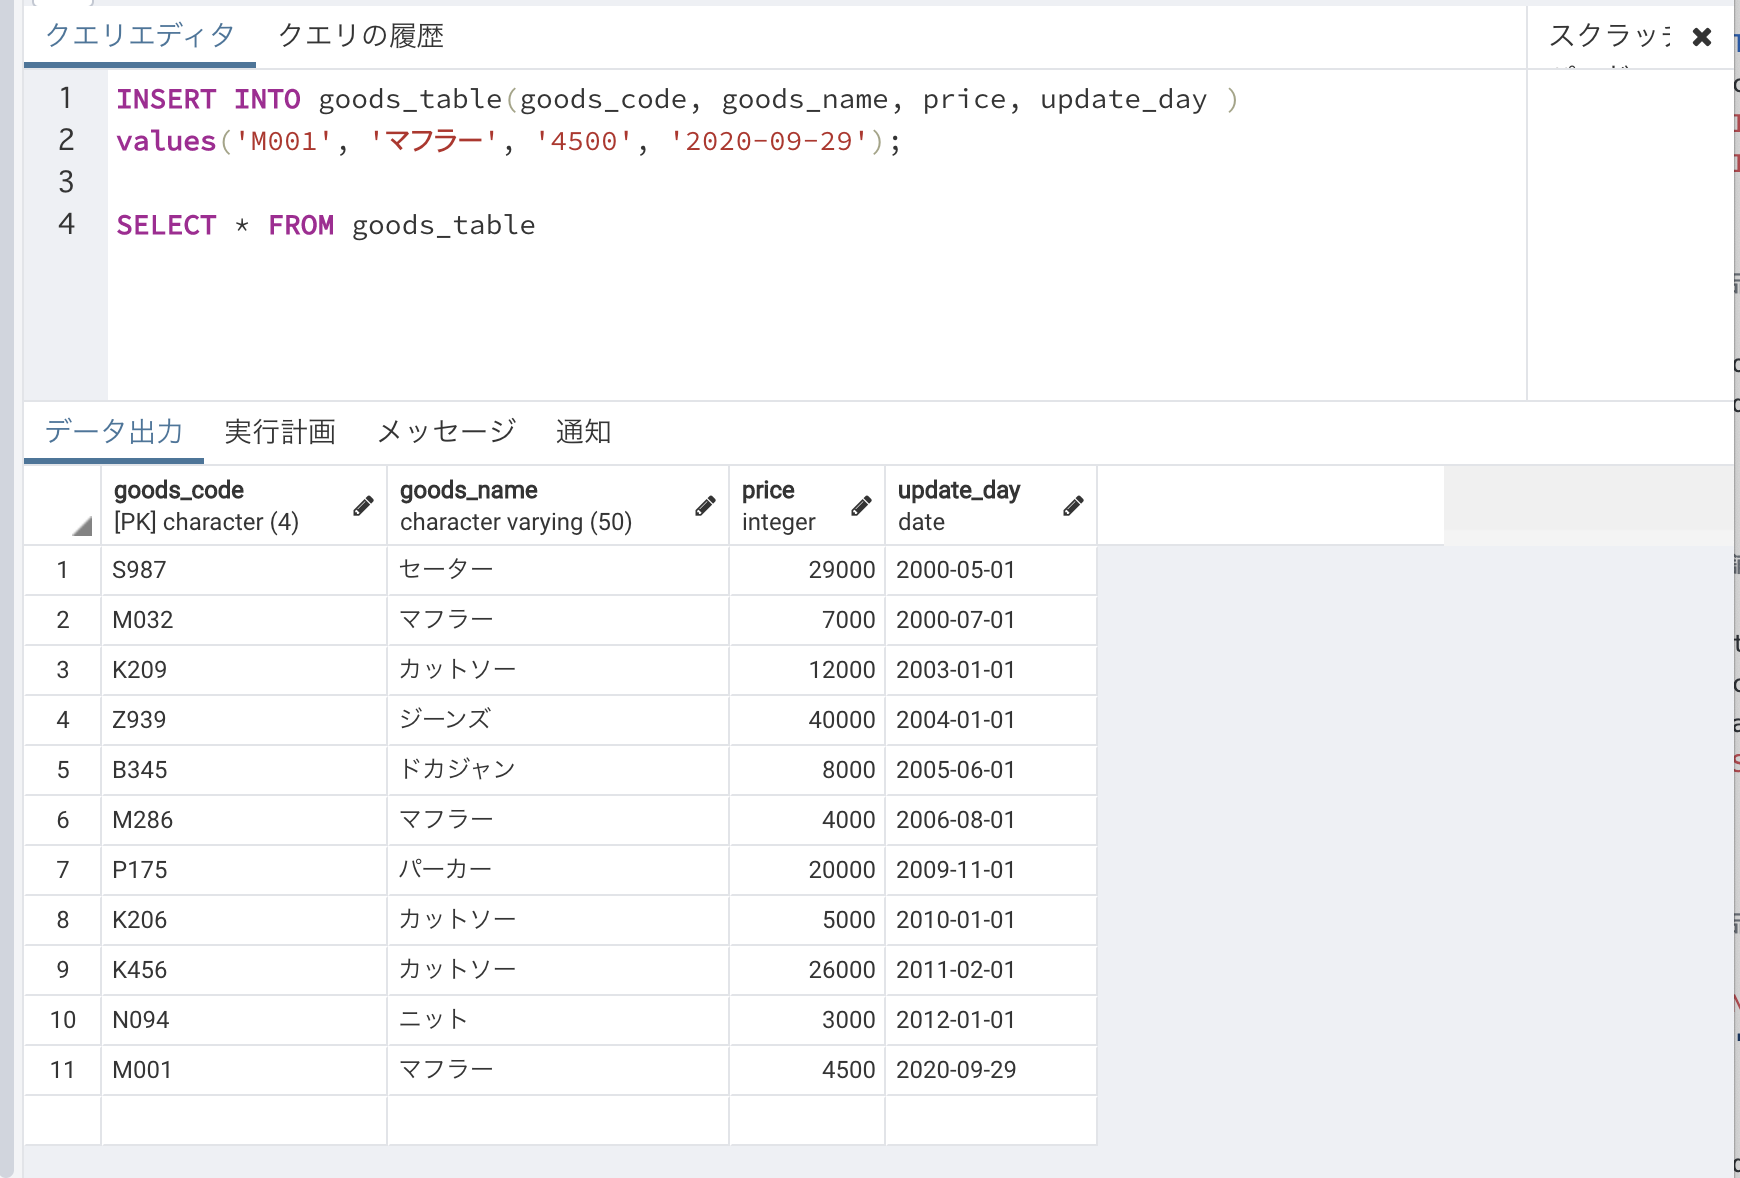 クエリエディタ クエリの履歴
1 INSERT INTO goods_table(goods_code, goods_name, price, update_day )
2 values('M001', 'マフラー', '4500', '2020-09-29');
3
4 SELECT * FROM goods_table
データ出力 実行計画 メッセージ 通知
goods_code goods_name price update_day
[PK] character (4) character varying (50) integer date
1 S987 セーター 29000 2000-05-01
2 M032 マフラー 7000 2000-07-01
3 K209 カットソー 12000 2003-01-01
4 Z939 ジーンズ 40000 2004-01-01
5 B345 ドカジャン 8000 2005-06-01
6 M286 マフラー 4000 2006-08-01
7 P175 パーカー 20000 2009-11-01
8 K206 カットソー 5000 2010-01-01
9 K456 カットソー 26000 2011-02-01
10 N094 ニット 3000 2012-01-01
11 M001 マフラー 4500 2020-09-29